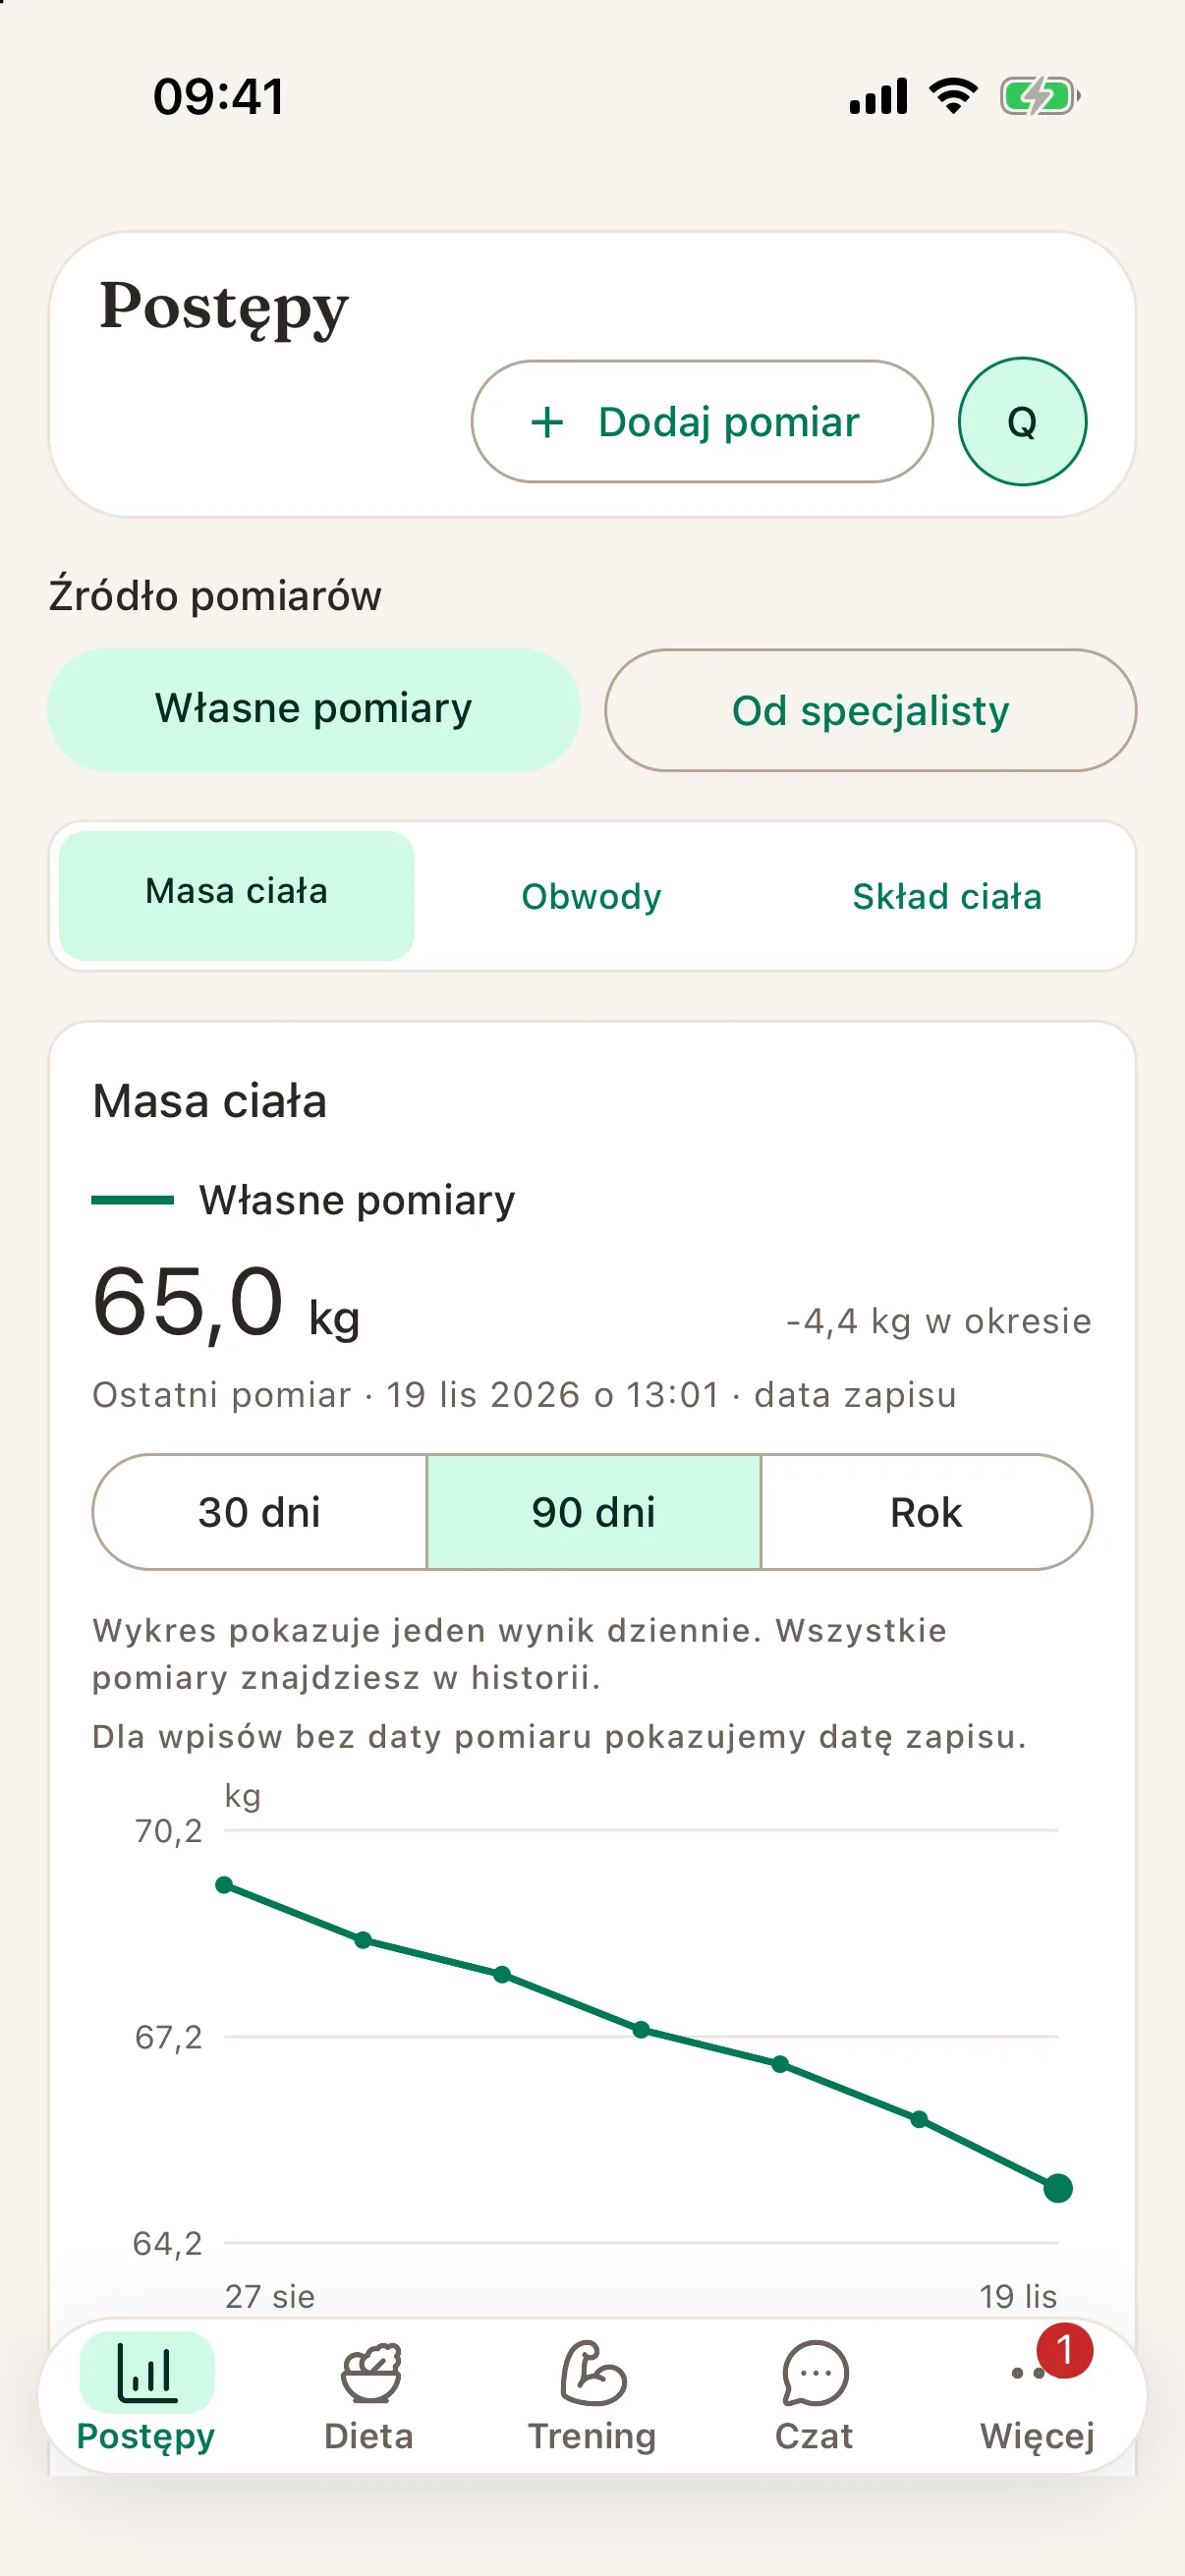 09:41
Postępy
+ Dodaj pomiar
Q
Źródło pomiarów
Własne pomiary
Od specjalisty
Masa ciała
Obwody
Skład ciała
Masa ciała
Własne pomiary
65,0 kg
-4,4 kg w okresie
Ostatni pomiar · 19 lis 2026 o 13:01 · data zapisu
30 dni
90 dni
Rok
Wykres pokazuje jeden wynik dziennie. Wszystkie
pomiary znajdziesz w historii.
Dla wpisów bez daty pomiaru pokazujemy datę zapisu.
kg
70,2
67,2
64,2
27 sie
19 lis
1
Postępy
Dieta
Trening
Czat
Więcej